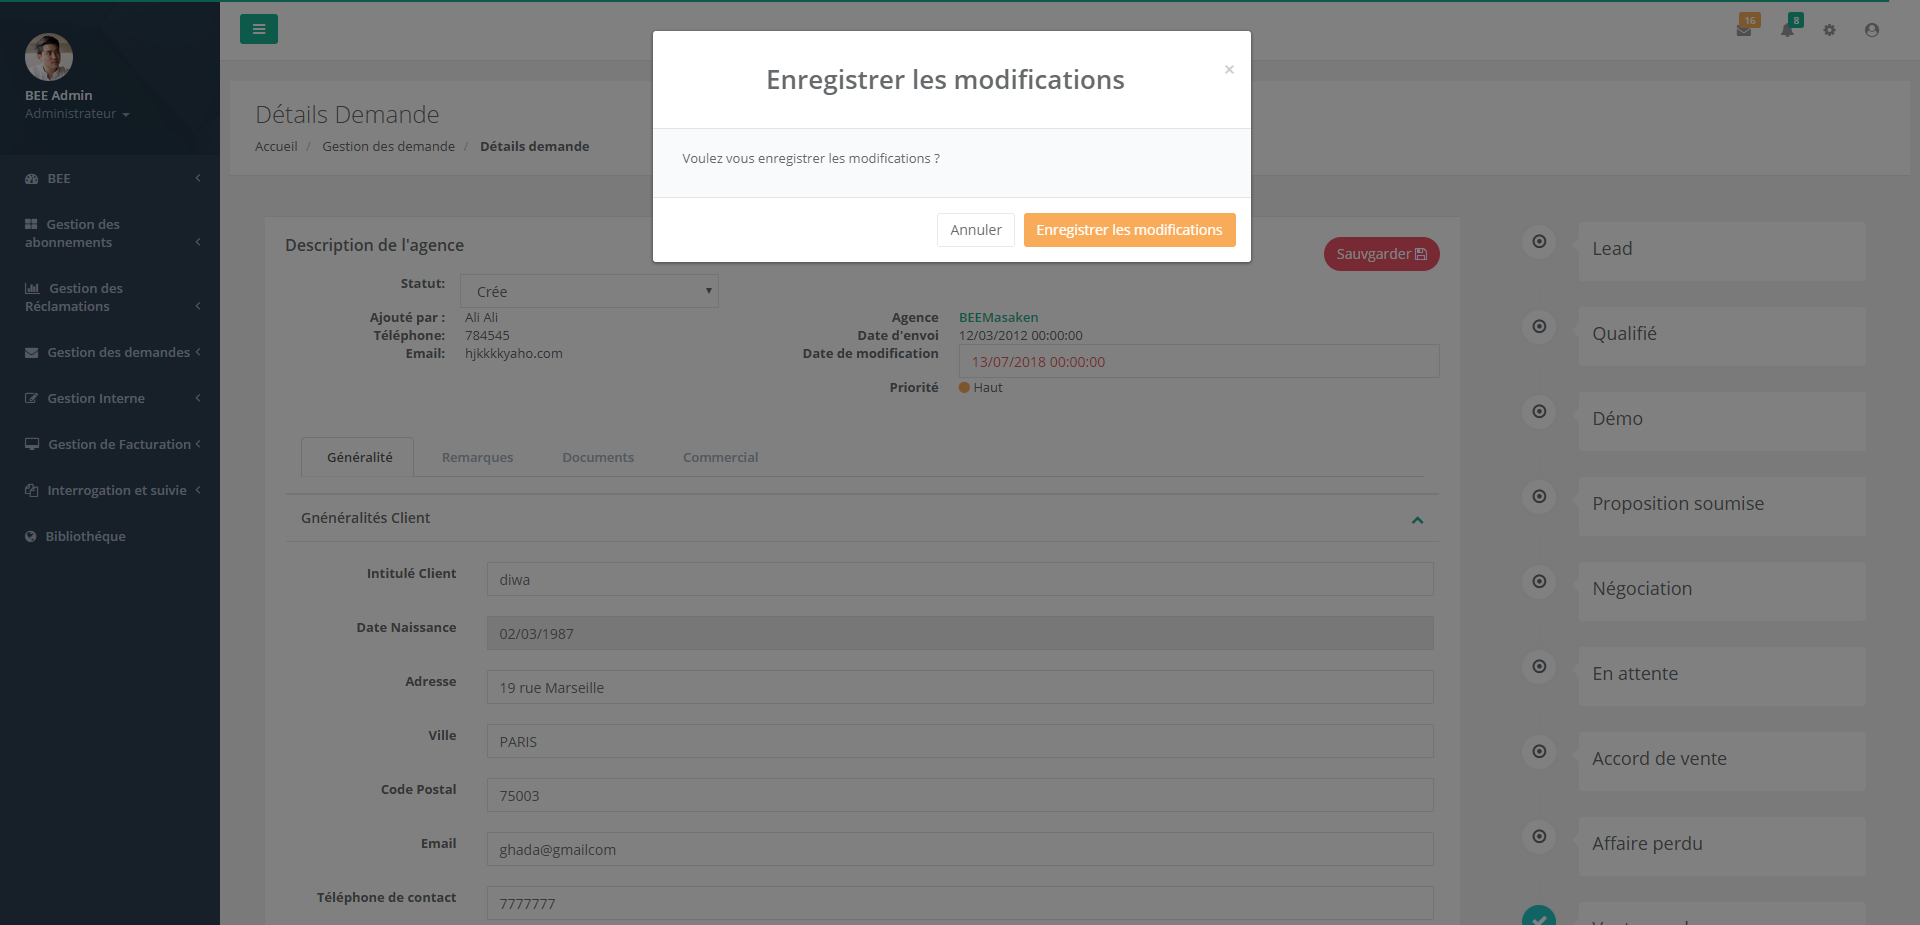 BEE Admin
Administrateur
BEE
Gestion des
abonnements
Gestion des
Réclamations
Gestion des demandes
Gestion Interne
Gestion de Facturation
Interrogation et suivie
Bibliothéque
16
8
Détails Demande
Accueil / Gestion des demande / Détails demande
Enregistrer les modifications
×
Voulez vous enregistrer les modifications ?
Annuler
Enregistrer les modifications
Description de l'agence
Sauvgarder
Statut: Crée
Ajouté par : Ali Ali
Téléphone: 784545
Email: hjkkkkyaho.com
Agence BEEMasaken
Date d'envoi 12/03/2012 00:00:00
Date de modification 13/07/2018 00:00:00
Priorité Haut
Généralité Remarques Documents Commercial
Gnénéralités Client
Intitulé Client diwa
Date Naissance 02/03/1987
Adresse 19 rue Marseille
Ville PARIS
Code Postal 75003
Email ghada@gmailcom
Téléphone de contact 7777777
Lead
Qualifié
Démo
Proposition soumise
Négociation
En attente
Accord de vente
Affaire perdu